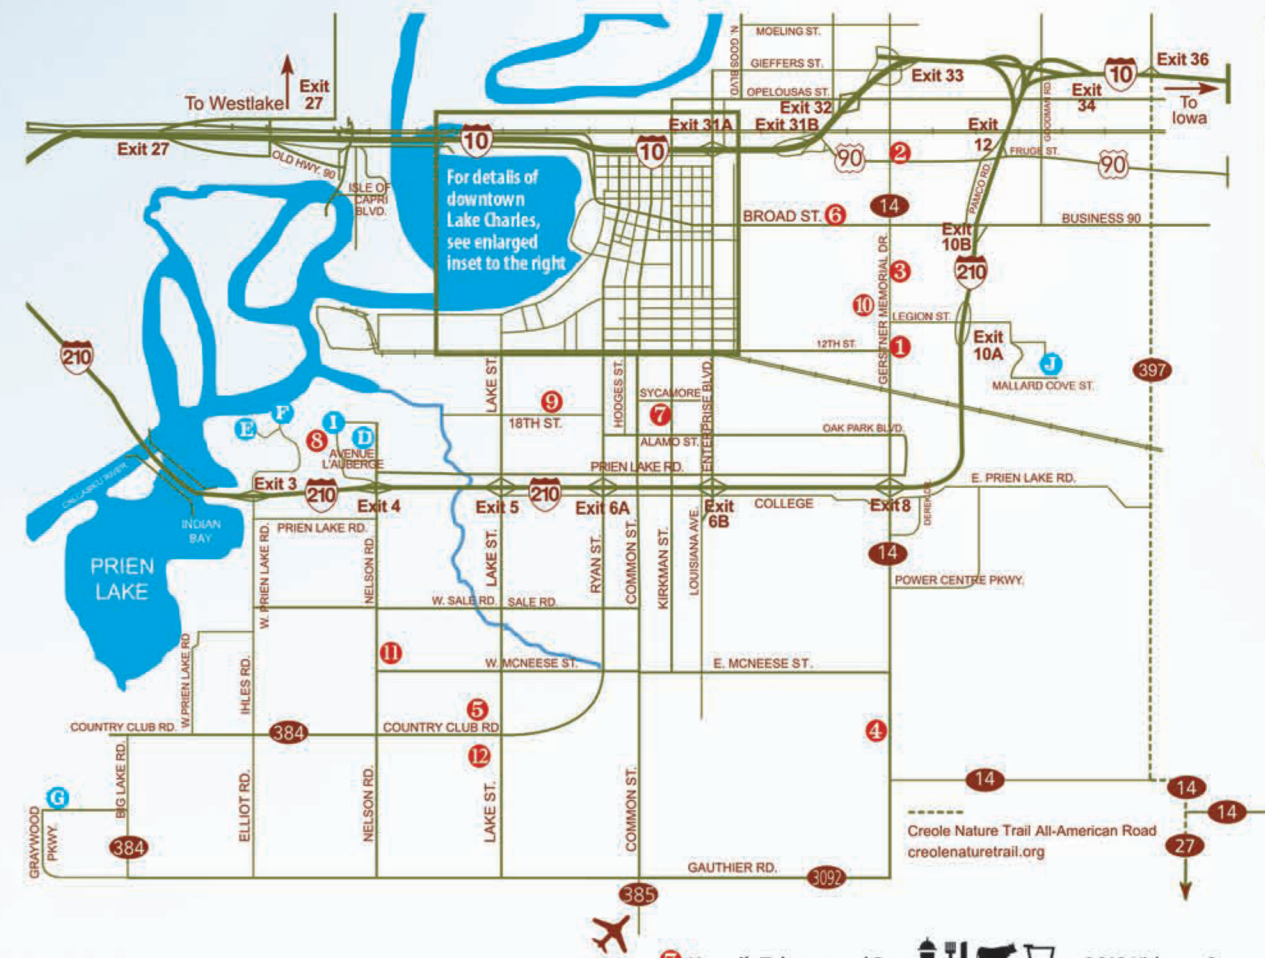 MOELING ST.
N. GOOS BLVD
GIEFFERS ST.
Exit 33
10
Exit 36
Exit
27
To Westlake
OPELOUSAS ST.
Exit 32
Exit
34
To
Iowa
GOODMAN RD.
Exit 31A
Exit 31B
Exit
12
Exit 27
10
10
OLD HWY. 90
90
2
FRUGE ST.
90
ISLE OF
CAPRI
BLVD.
For details of
downtown
Lake Charles,
see enlarged
inset to the right
PAMCO RD.
14
BROAD ST.
6
BUSINESS 90
Exit
10B
GERSTNER MEMORIAL DR.
3
210
10
LEGION ST.
12TH ST.
1
Exit
10A
J
MALLARD COVE ST.
397
210
LAKE ST.
HODGES ST.
SYCAMORE
ENTERPRISE BLVD.
9
7
18TH ST.
E
F
I
D
8
AVENUE
L'AUBERGE
ALAMO ST.
OAK PARK BLVD.
PRIEN LAKE RD.
CALCASIEU RIVER
Exit 3
210
Exit 4
Exit 5
210
Exit 6A
Exit
6B
COLLEGE
Exit 8
DEREK DR.
E. PRIEN LAKE RD.
INDIAN
BAY
PRIEN LAKE RD.
PRIEN
LAKE
W. PRIEN LAKE RD.
NELSON RD.
LAKE ST.
RYAN ST.
COMMON ST.
KIRKMAN ST.
LOUISIANA AVE.
14
POWER CENTRE PKWY.
W. SALE RD.
SALE RD.
11
W. MCNEESE ST.
E. MCNEESE ST.
W.PRIEN LAKE RD
IHLES RD.
5
COUNTRY CLUB RD.
384
COUNTRY CLUB RD
4
12
BIG LAKE RD.
ELLIOT RD.
NELSON RD.
LAKE ST.
COMMON ST.
14
14
G
GRAYWOOD
PKWY.
14
Creole Nature Trail All-American Road
creolenaturetrail.org
384
27
GAUTHIER RD.
3092
385